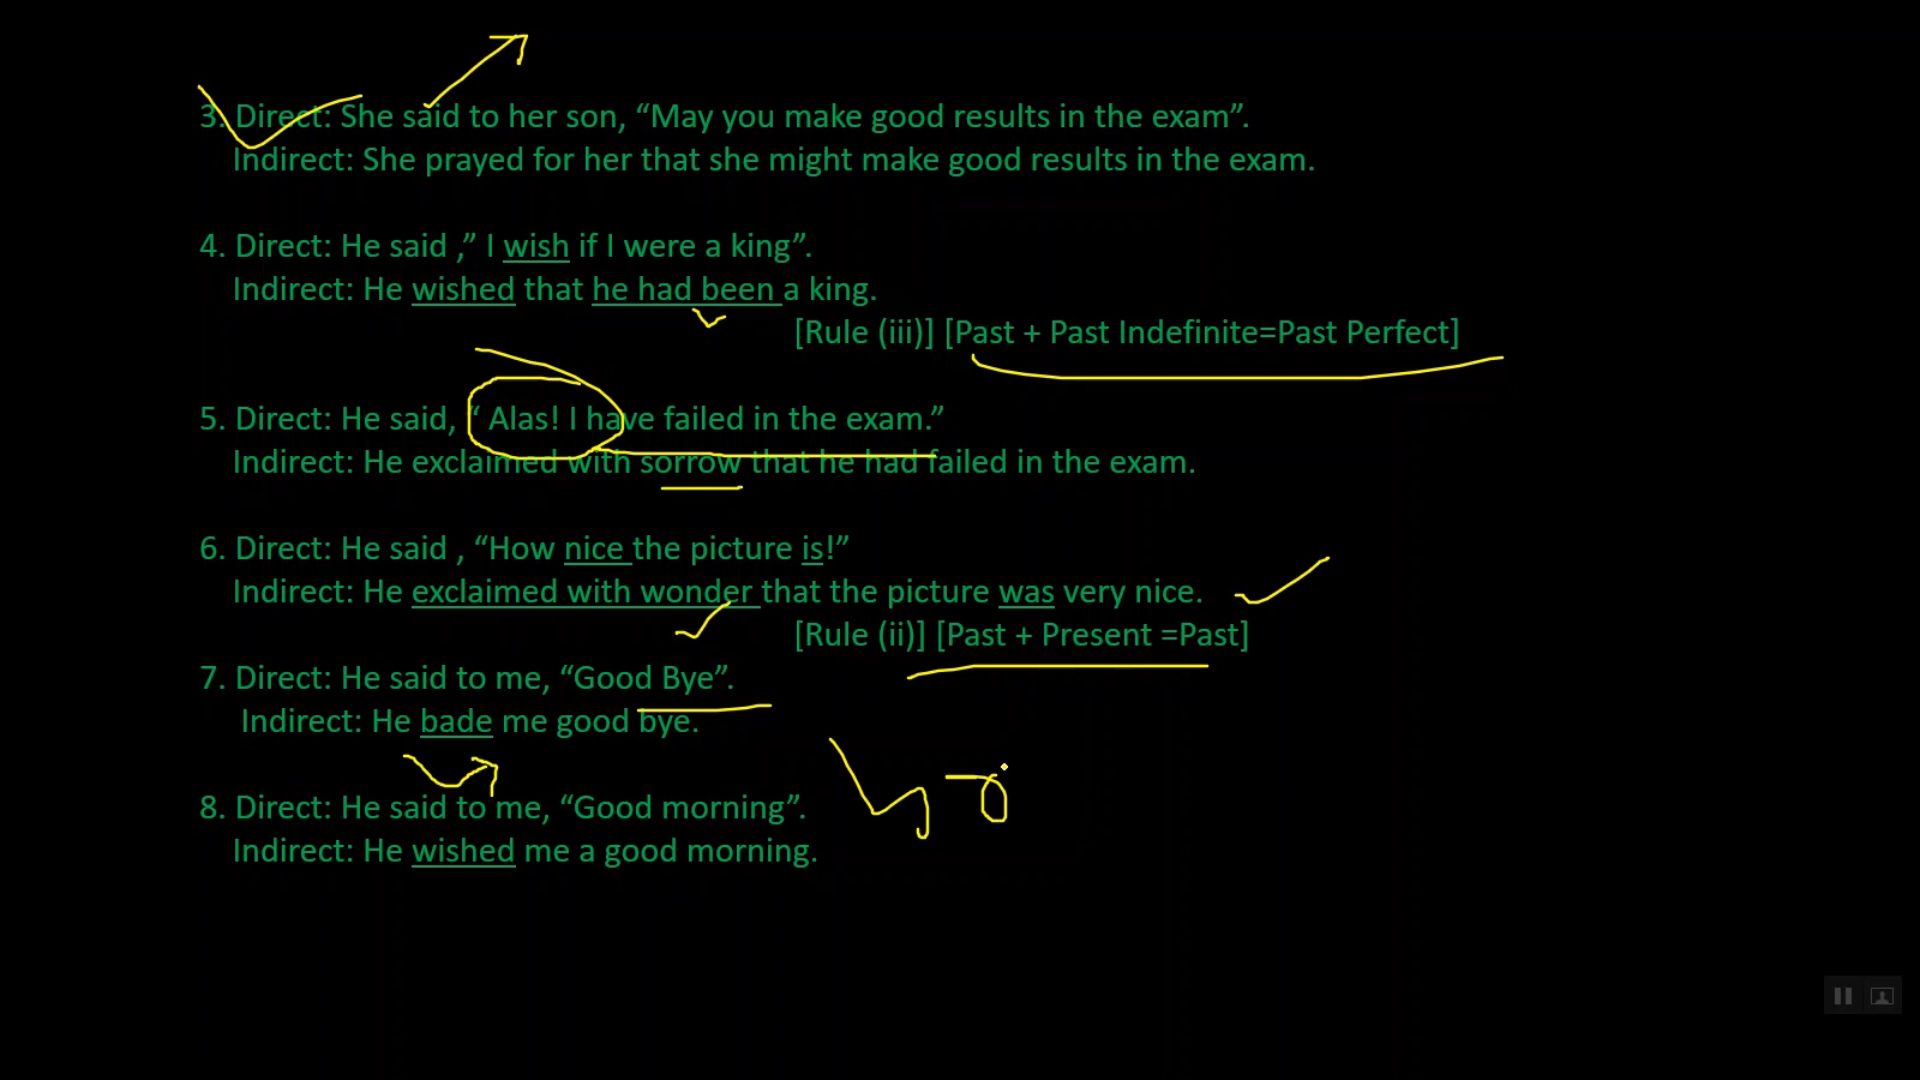 3. Direct: She said to her son, “May you make good results in the exam”.
Indirect: She prayed for her that she might make good results in the exam.
4. Direct: He said ,” I wish if I were a king”.
Indirect: He wished that he had been a king.
[Rule (iii)] [Past + Past Indefinite=Past Perfect]
5. Direct: He said, “ Alas! I have failed in the exam.”
Indirect: He exclaimed with sorrow that he had failed in the exam.
6. Direct: He said , “How nice the picture is!”
Indirect: He exclaimed with wonder that the picture was very nice.
[Rule (ii)] [Past + Present =Past]
7. Direct: He said to me, “Good Bye”.
Indirect: He bade me good bye.
8. Direct: He said to me, “Good morning”.
Indirect: He wished me a good morning.